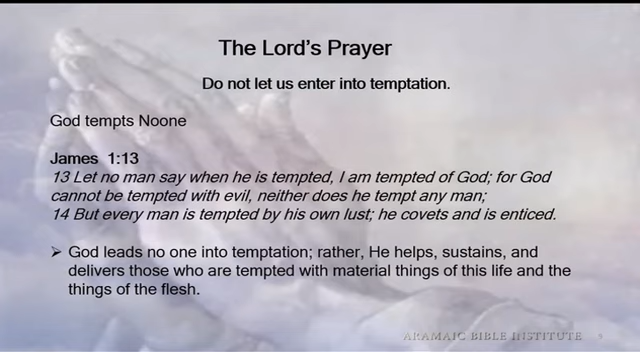 The Lord's Prayer
Do not let us enter into temptation.
God tempts Noone
James 1:13
13 Let no man say when he is tempted, I am tempted of God; for God
cannot be tempted with evil, neither does he tempt any man;
14 But every man is tempted by his own lust; he covets and is enticed.
➢ God leads no one into temptation; rather, He helps, sustains, and
delivers those who are tempted with material things of this life and the
things of the flesh.
ARAMAIC BIBLE INSTITUTE